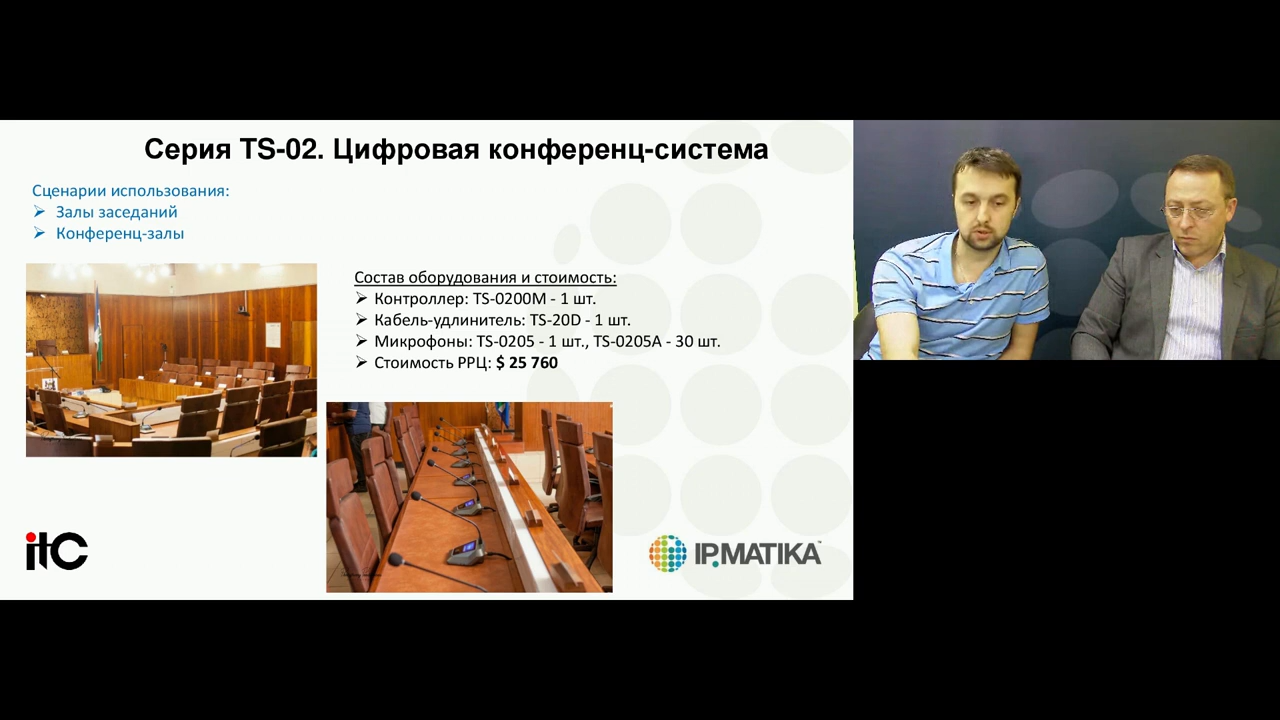 Серия TS-02. Цифровая конференц-система
Сценарии использования:
➢ Залы заседаний
➢ Конференц-залы
Состав оборудования и стоимость:
➢ Контроллер: TS-0200M - 1 шт.
➢ Кабель-удлинитель: TS-20D - 1 шт.
➢ Микрофоны: TS-0205 - 1 шт., TS-0205A - 30 шт.
➢ Стоимость РРЦ: $ 25 760
itC
IP.MATIKA™